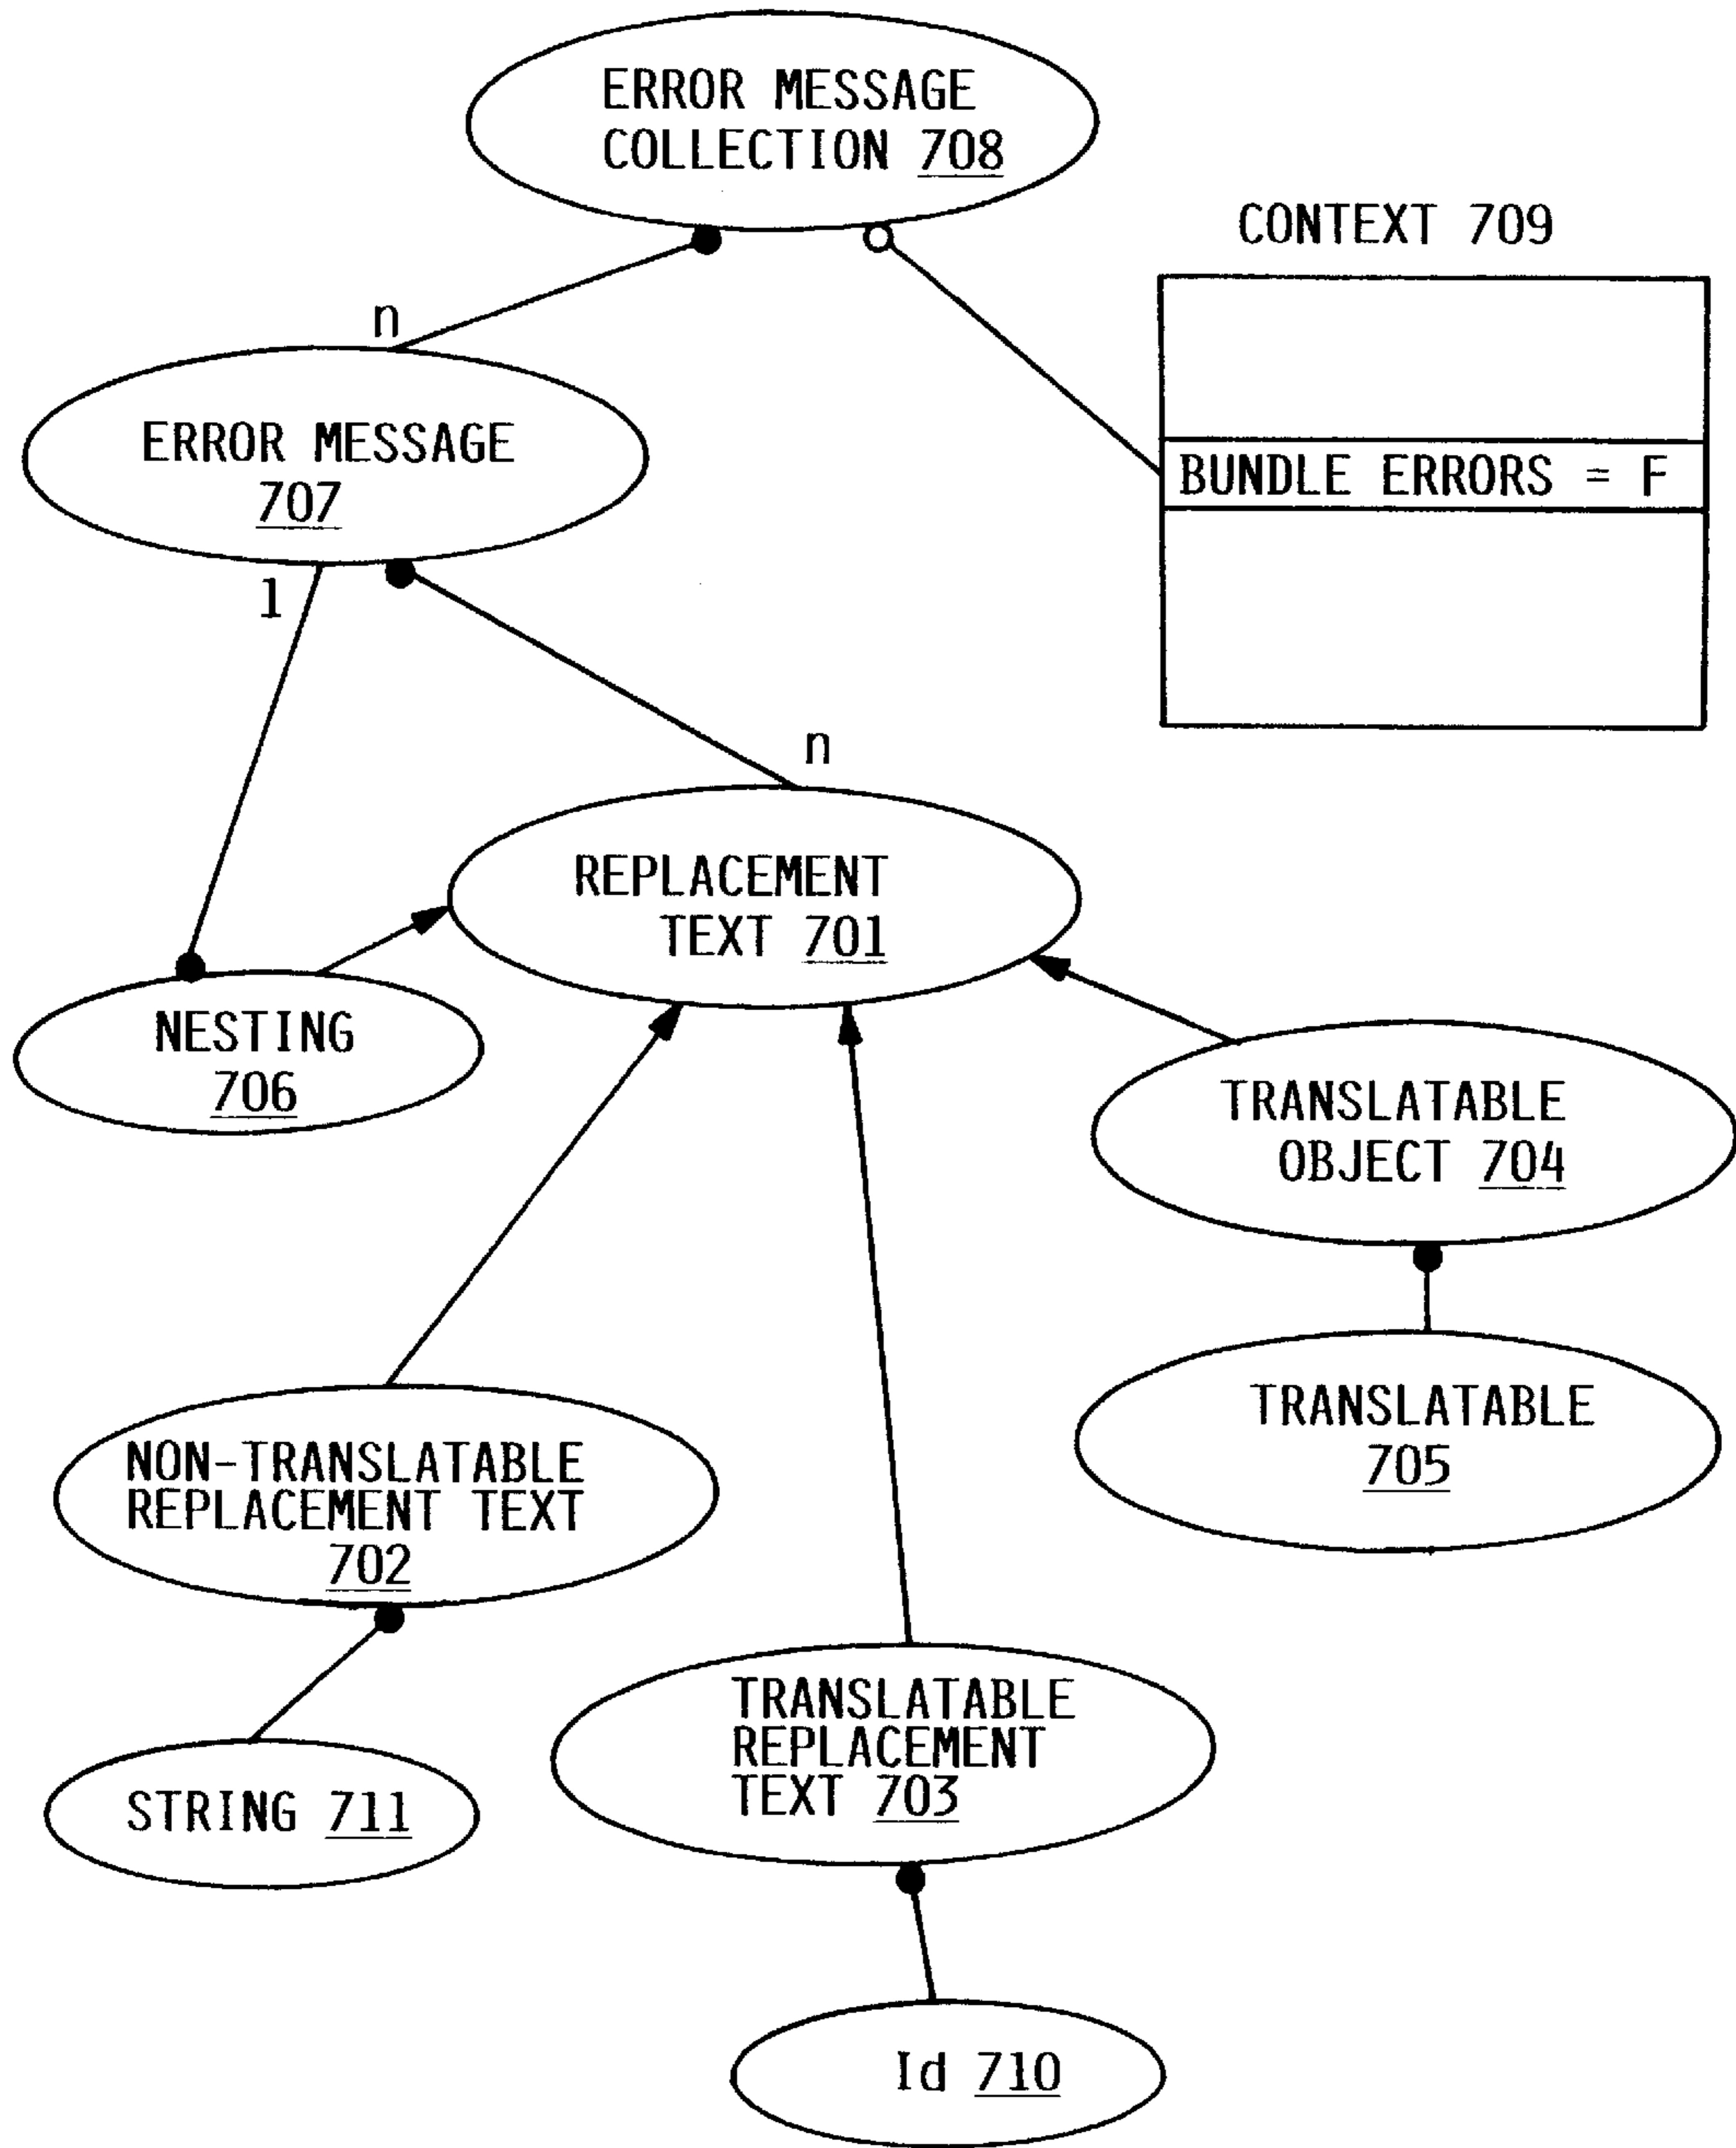 ERROR MESSAGE
COLLECTION 708
CONTEXT 709
n
ERROR MESSAGE
707
BUNDLE ERRORS = F
1
n
REPLACEMENT
TEXT 701
NESTING
706
TRANSLATABLE
OBJECT 704
TRANSLATABLE
705
NON-TRANSLATABLE
REPLACEMENT TEXT
702
TRANSLATABLE
REPLACEMENT
TEXT 703
STRING 711
Id 710